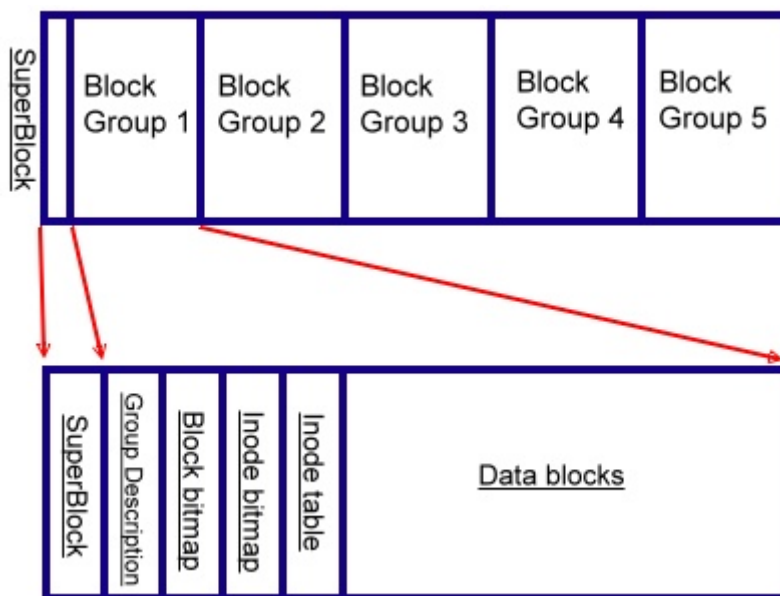 SuperBlock
Block
Group 1
Block
Group 2
Block
Group 3
Block
Group 4
Block
Group 5
SuperBlock
Group Description
Block bitmap
Inode bitmap
Inode table
Data blocks